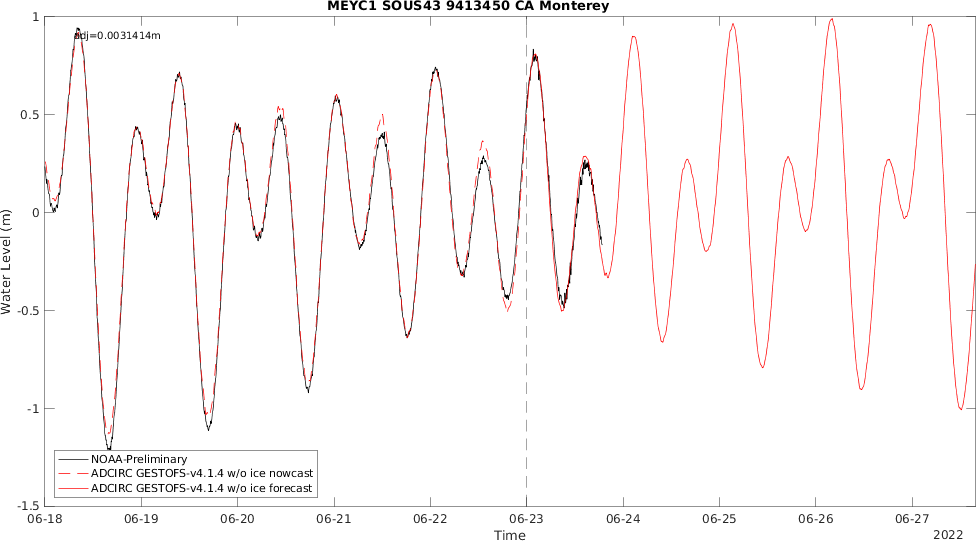 MEYC1 SOUS43 9413450 CA Monterey
adj=0.0031414m
1
0.5
0
-0.5
-1
-1.5
Water Level (m)
NOAA-Preliminary
ADCIRC GESTOFS-v4.1.4 w/o ice nowcast
ADCIRC GESTOFS-v4.1.4 w/o ice forecast
06-18 06-19 06-20 06-21 06-22 06-23 06-24 06-25 06-26 06-27
Time
2022